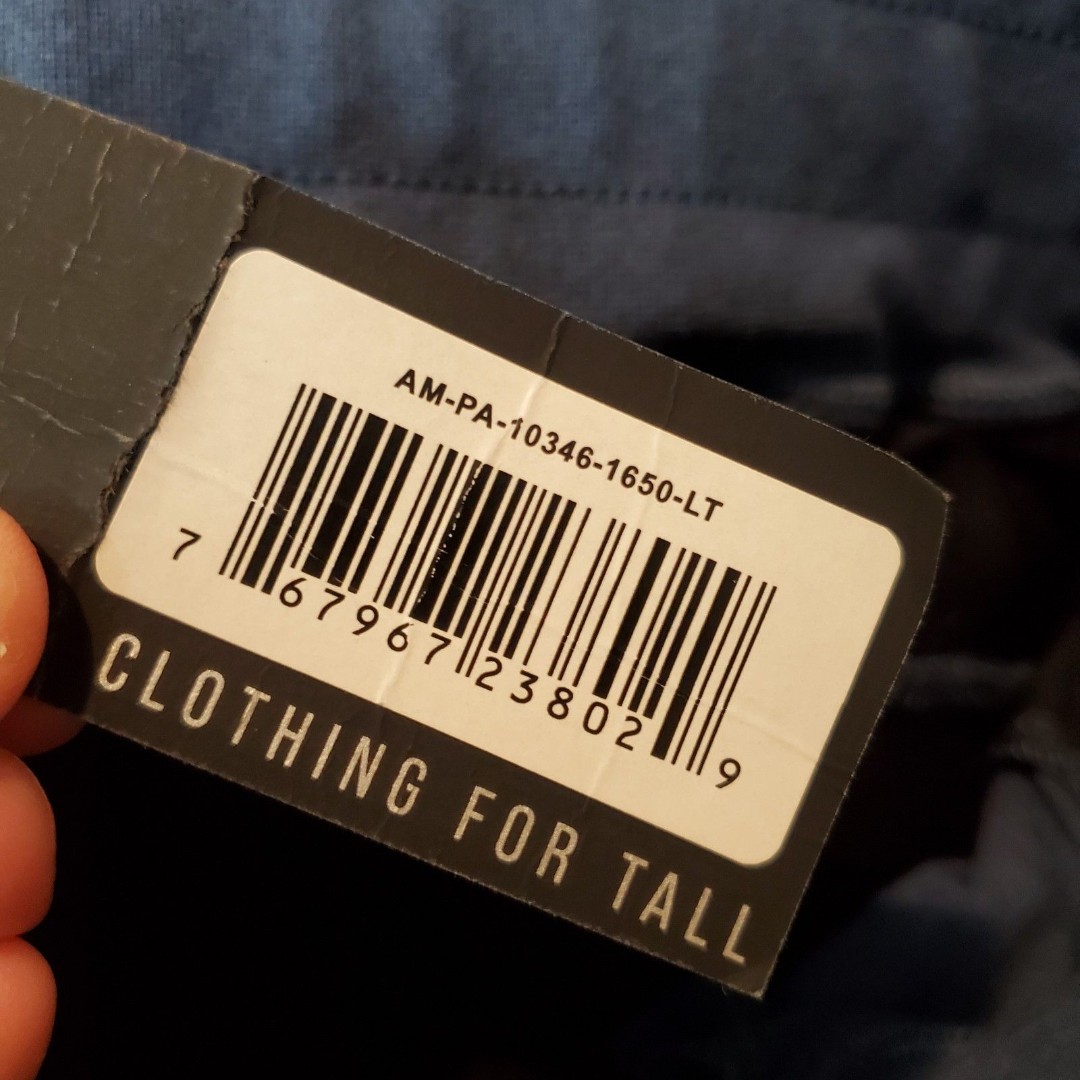 AM-PA-10346-1650-LT
7 67967 23802 9
CLOTHING FOR TALL